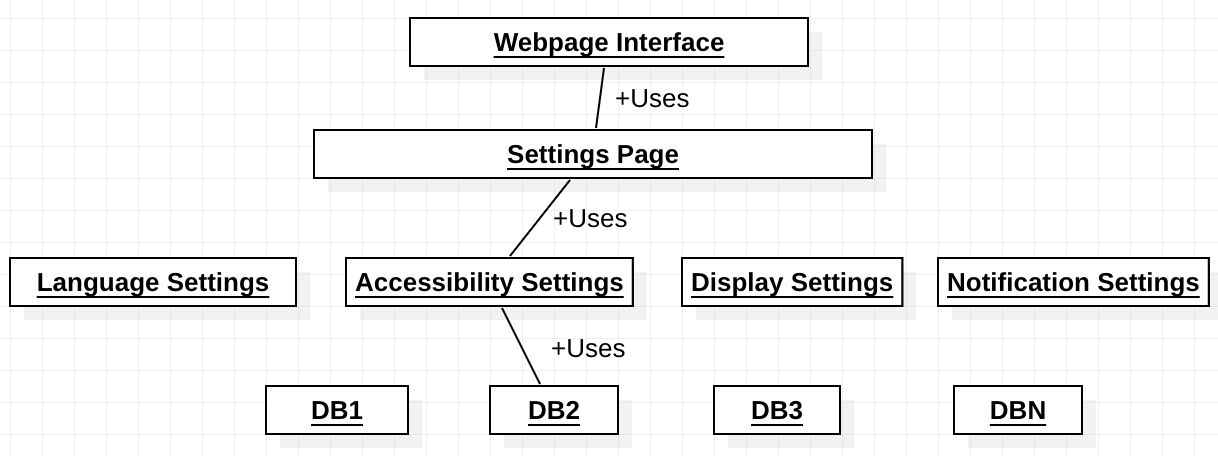 Webpage Interface
+Uses
Settings Page
+Uses
Language Settings
Accessibility Settings
Display Settings
Notification Settings
+Uses
DB1
DB2
DB3
DBN